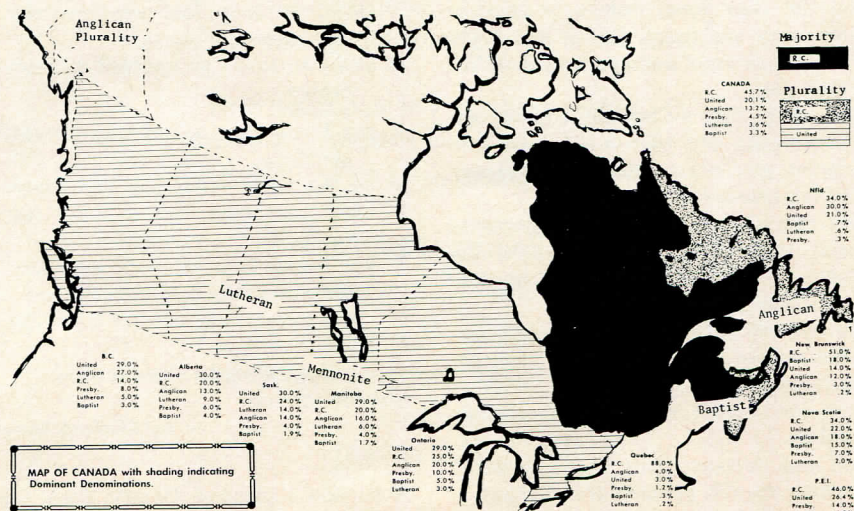 Anglican
Plurality
Majority
R.C.
Plurality
R.C.
United
CANADA
R.C. 45.7%
United 20.1%
Anglican 13.2%
Presby. 4.5%
Lutheran 3.6%
Baptist 3.3%
Nfld.
R.C. 34.0%
Anglican 30.0%
United 21.0%
Baptist .7%
Lutheran .6%
Presby. .3%
Lutheran
Mennonite
Anglican
Baptist
B.C.
United 29.0%
Anglican 27.0%
R.C. 14.0%
Presby. 8.0%
Lutheran 5.0%
Baptist 3.0%
Alberta
United 30.0%
R.C. 20.0%
Anglican 13.0%
Lutheran 9.0%
Presby. 6.0%
Baptist 4.0%
Sask.
United 30.0%
R.C. 24.0%
Lutheran 14.0%
Anglican 14.0%
Presby. 4.0%
Baptist 1.9%
Manitoba
United 29.0%
R.C. 20.0%
Anglican 16.0%
Lutheran 6.0%
Presby. 4.0%
Baptist 1.7%
Ontario
United 29.0%
R.C. 25.0%
Anglican 20.0%
Presby. 10.0%
Baptist 5.0%
Lutheran 3.0%
Quebec
R.C. 88.0%
Anglican 4.0%
United 3.0%
Presby. 1.2%
Baptist .3%
Lutheran .2%
New Brunswick
R.C. 51.0%
Baptist 18.0%
United 14.0%
Anglican 12.0%
Presby. 3.0%
Lutheran .2%
Nova Scotia
R.C. 34.0%
United 22.0%
Anglican 18.0%
Baptist 15.0%
Presby. 7.0%
Lutheran 2.0%
P.E.I.
R.C. 46.0%
United 26.4%
Presby. 14.0%
MAP OF CANADA with shading indicating
Dominant Denominations.